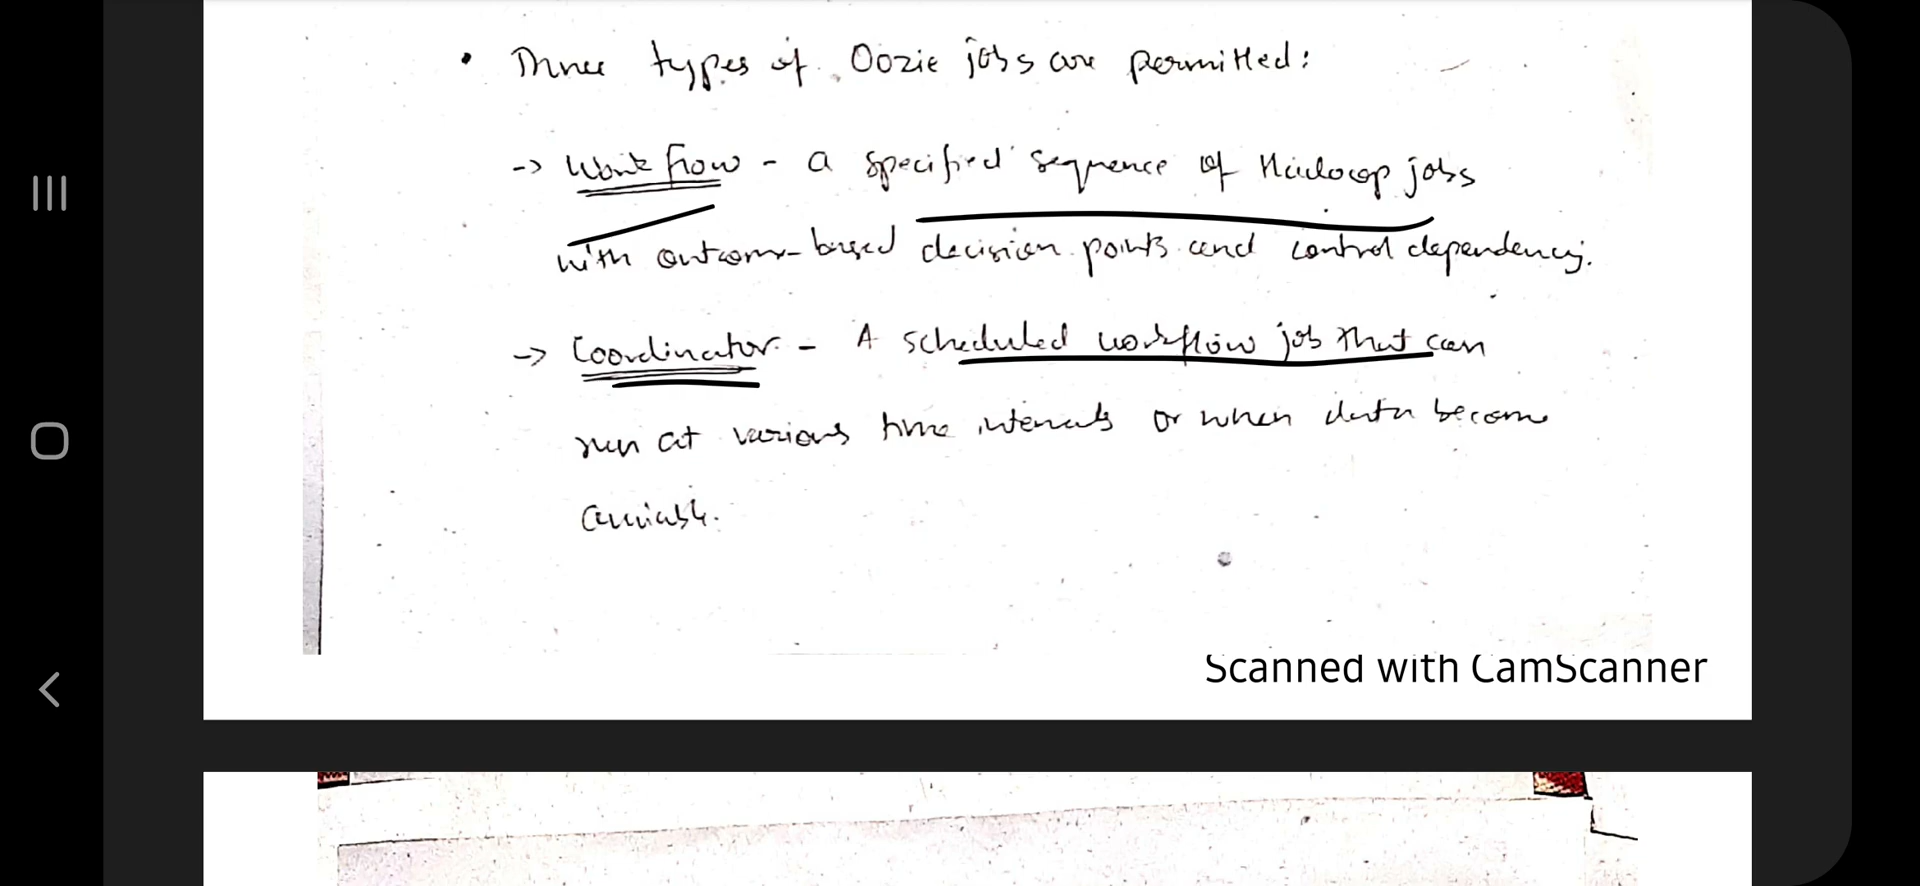 • Three types of Oozie jobs are permitted:
-> Workflow - a specified sequence of Hadoop jobs
with outcome-based decision points and control dependency.
-> Coordinator - A scheduled workflow job that can
run at various time intervals or when data become
available.
Scanned with CamScanner